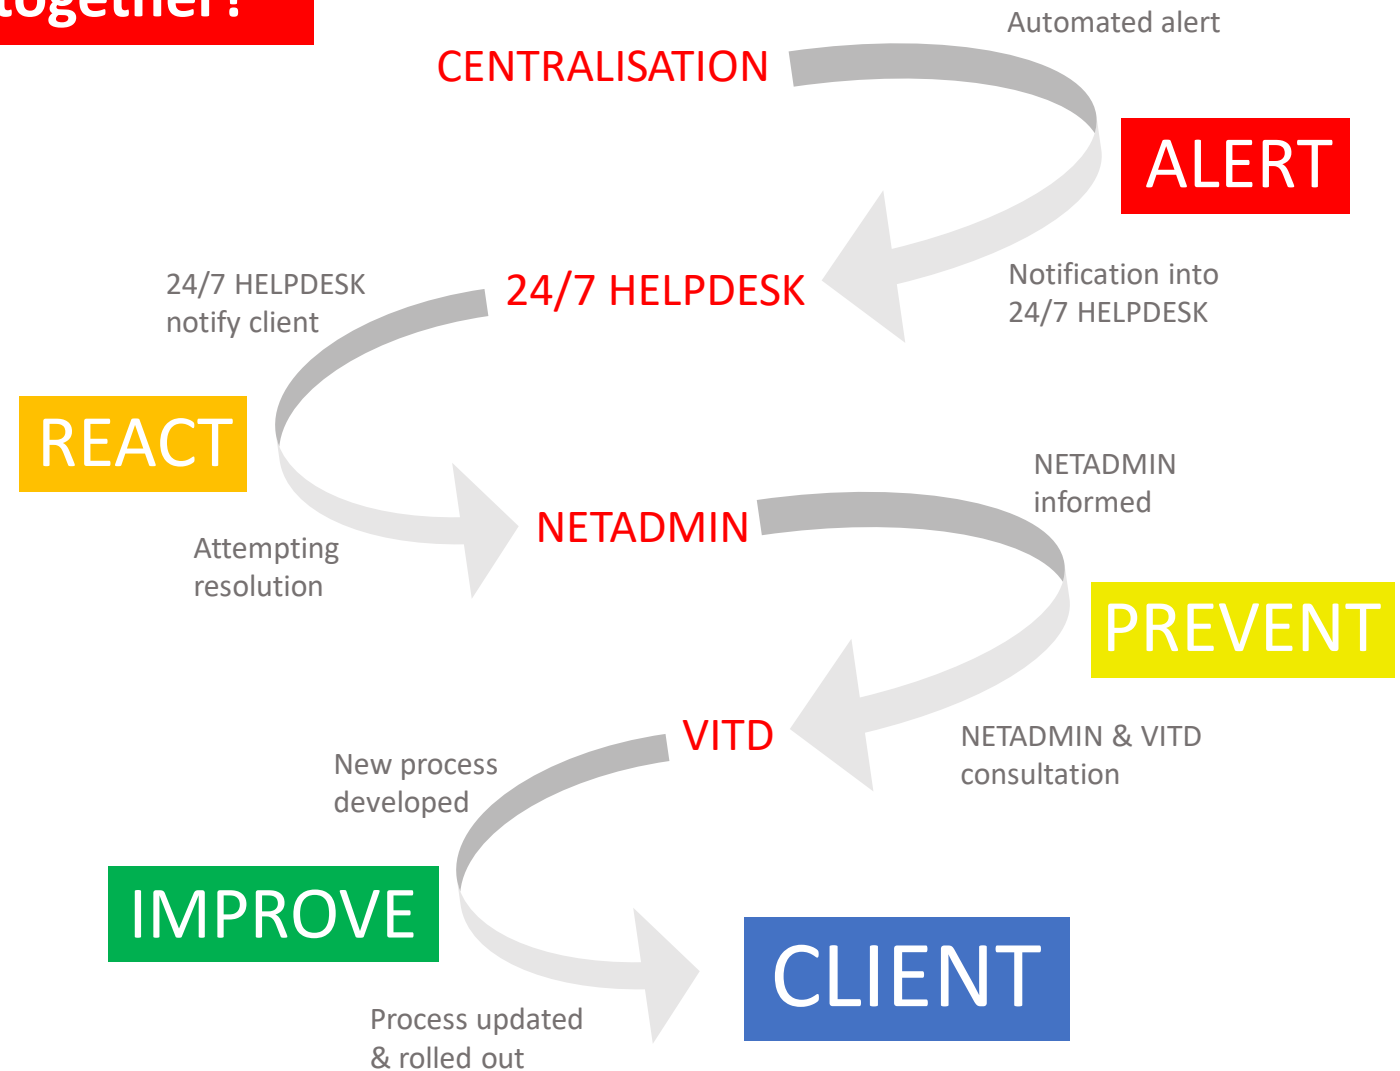 together!
Automated alert
CENTRALISATION
ALERT
Notification into
24/7 HELPDESK
24/7 HELPDESK
24/7 HELPDESK
notify client
REACT
Attempting
resolution
NETADMIN
NETADMIN
informed
PREVENT
NETADMIN & VITD
consultation
VITD
New process
developed
IMPROVE
Process updated
& rolled out
CLIENT